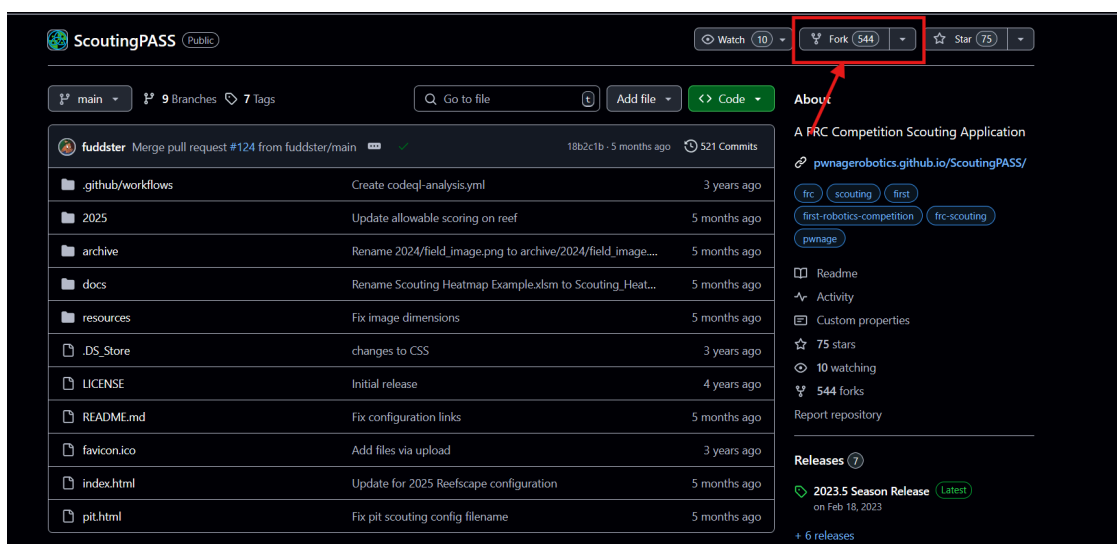 ScoutingPASS Public
Watch 10 Fork 544 Star 75
main 9 Branches 7 Tags Go to file t Add file Code
fuddster Merge pull request #124 from fuddster/main 18b2c1b · 5 months ago 521 Commits
.github/workflows Create codeql-analysis.yml 3 years ago
2025 Update allowable scoring on reef 5 months ago
archive Rename 2024/field_image.png to archive/2024/field_image.... 5 months ago
docs Rename Scouting Heatmap Example.xlsm to Scouting_Heat... 5 months ago
resources Fix image dimensions 5 months ago
.DS_Store changes to CSS 3 years ago
LICENSE Initial release 4 years ago
README.md Fix configuration links 5 months ago
favicon.ico Add files via upload 3 years ago
index.html Update for 2025 Reefscape configuration 5 months ago
pit.html Fix pit scouting config filename 5 months ago
About
A FRC Competition Scouting Application
pwnagerobotics.github.io/ScoutingPASS/
frc scouting first
first-robotics-competition frc-scouting
pwnage
Readme
Activity
Custom properties
75 stars
10 watching
544 forks
Report repository
Releases 7
2023.5 Season Release Latest
on Feb 18, 2023
+ 6 releases